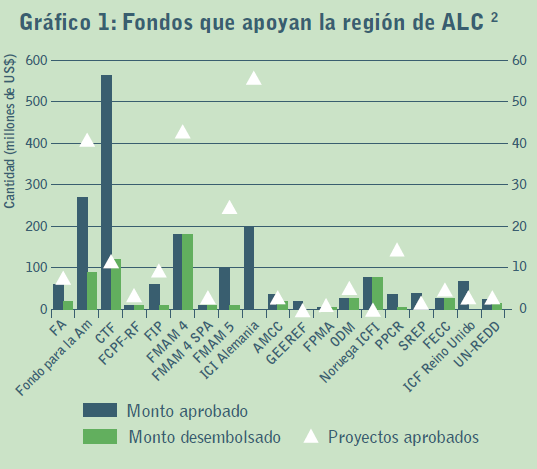 Gráfico 1: Fondos que apoyan la región de ALC ²
Cantidad (millones de US$)
600
500
400
300
200
100
0
60
50
40
30
20
10
0
FA
Fondo para la Am
CTF
FCPF-RF
FIP
FMAM 4
FMAM 4 SPA
FMAM 5
ICI Alemania
AMCC
GEEREF
FPMA
ODM
Noruega ICFI
PPCR
SREP
FECC
ICF Reino Unido
UN-REDD
Monto aprobado
Monto desembolsado
Proyectos aprobados